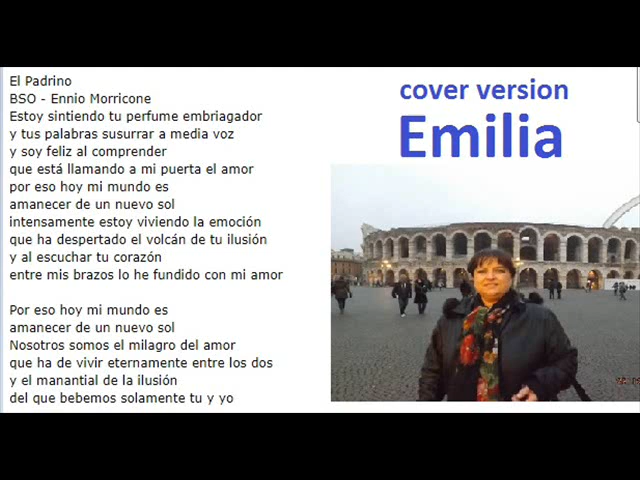 El Padrino
BSO - Ennio Morricone
Estoy sintiendo tu perfume embriagador
y tus palabras susurrar a media voz
y soy feliz al comprender
que está llamando a mi puerta el amor
por eso hoy mi mundo es
amanecer de un nuevo sol
intensamente estoy viviendo la emoción
que ha despertado el volcán de tu ilusión
y al escuchar tu corazón
entre mis brazos lo he fundido con mi amor
Por eso hoy mi mundo es
amanecer de un nuevo sol
Nosotros somos el milagro del amor
que ha de vivir eternamente entre los dos
y el manantial de la ilusión
del que bebemos solamente tu y yo
cover version
Emilia